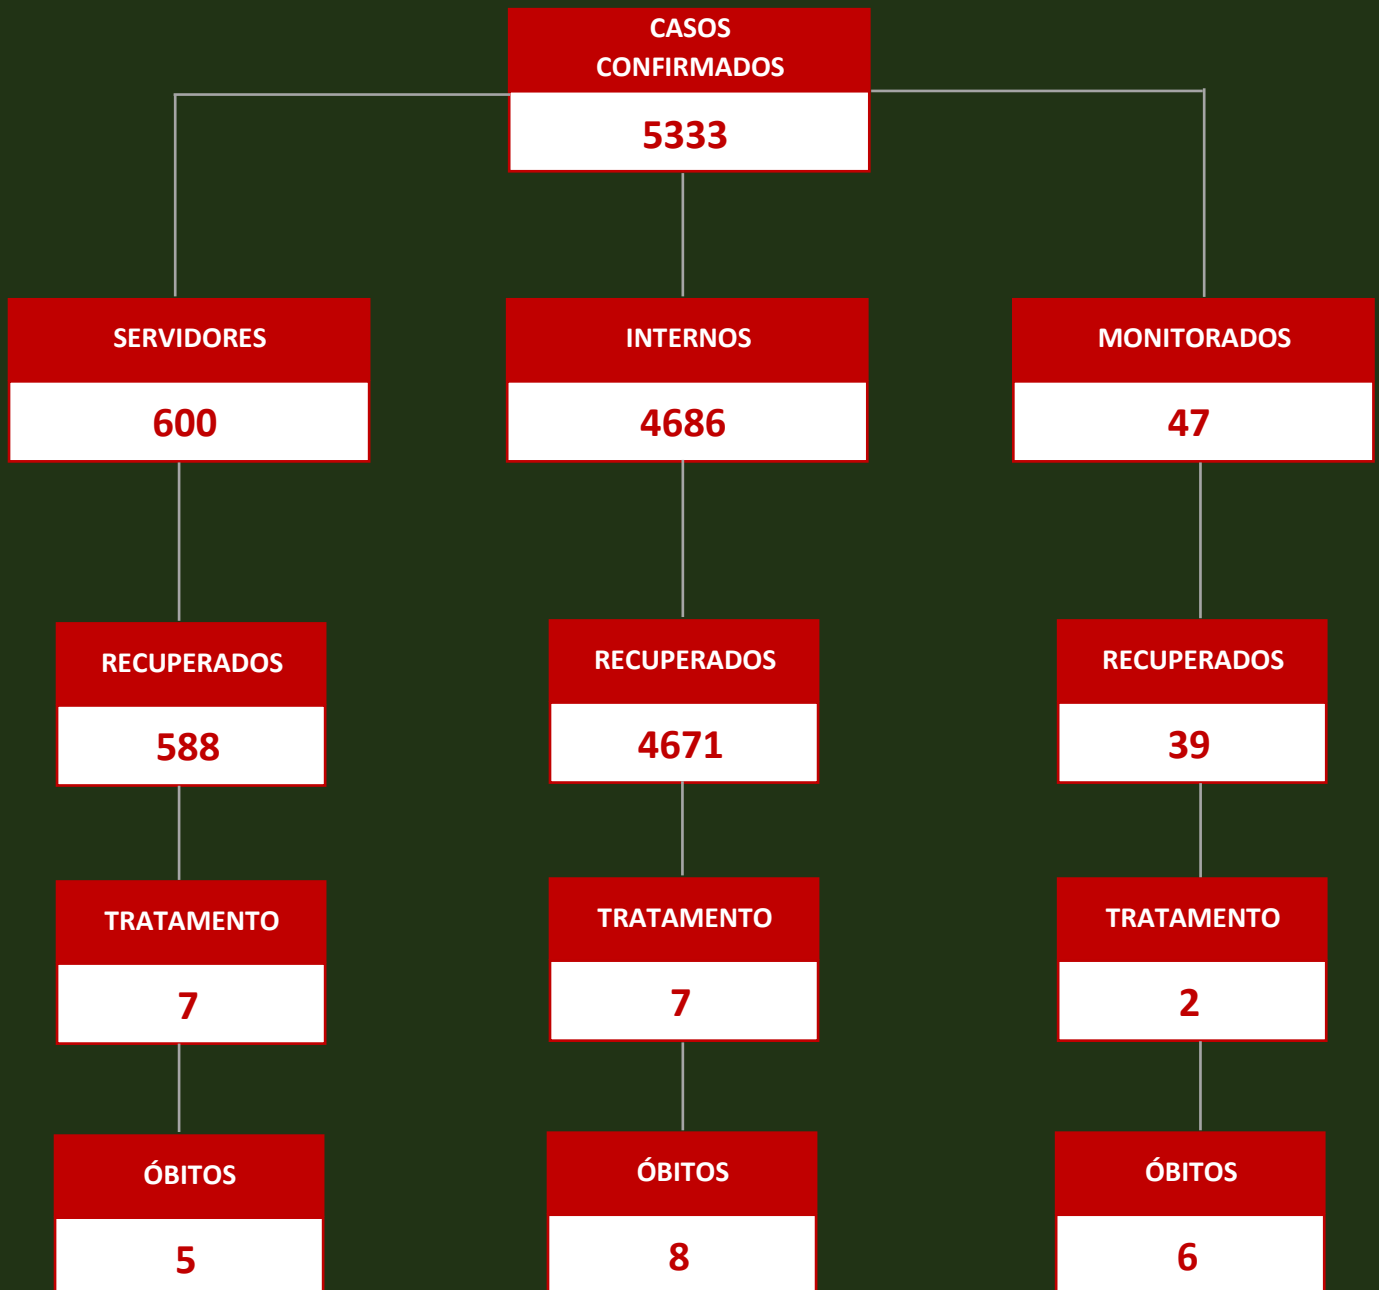 CASOS
CONFIRMADOS
5333
SERVIDORES
600
INTERNOS
4686
MONITORADOS
47
RECUPERADOS
588
RECUPERADOS
4671
RECUPERADOS
39
TRATAMENTO
7
TRATAMENTO
7
TRATAMENTO
2
ÓBITOS
5
ÓBITOS
8
ÓBITOS
6